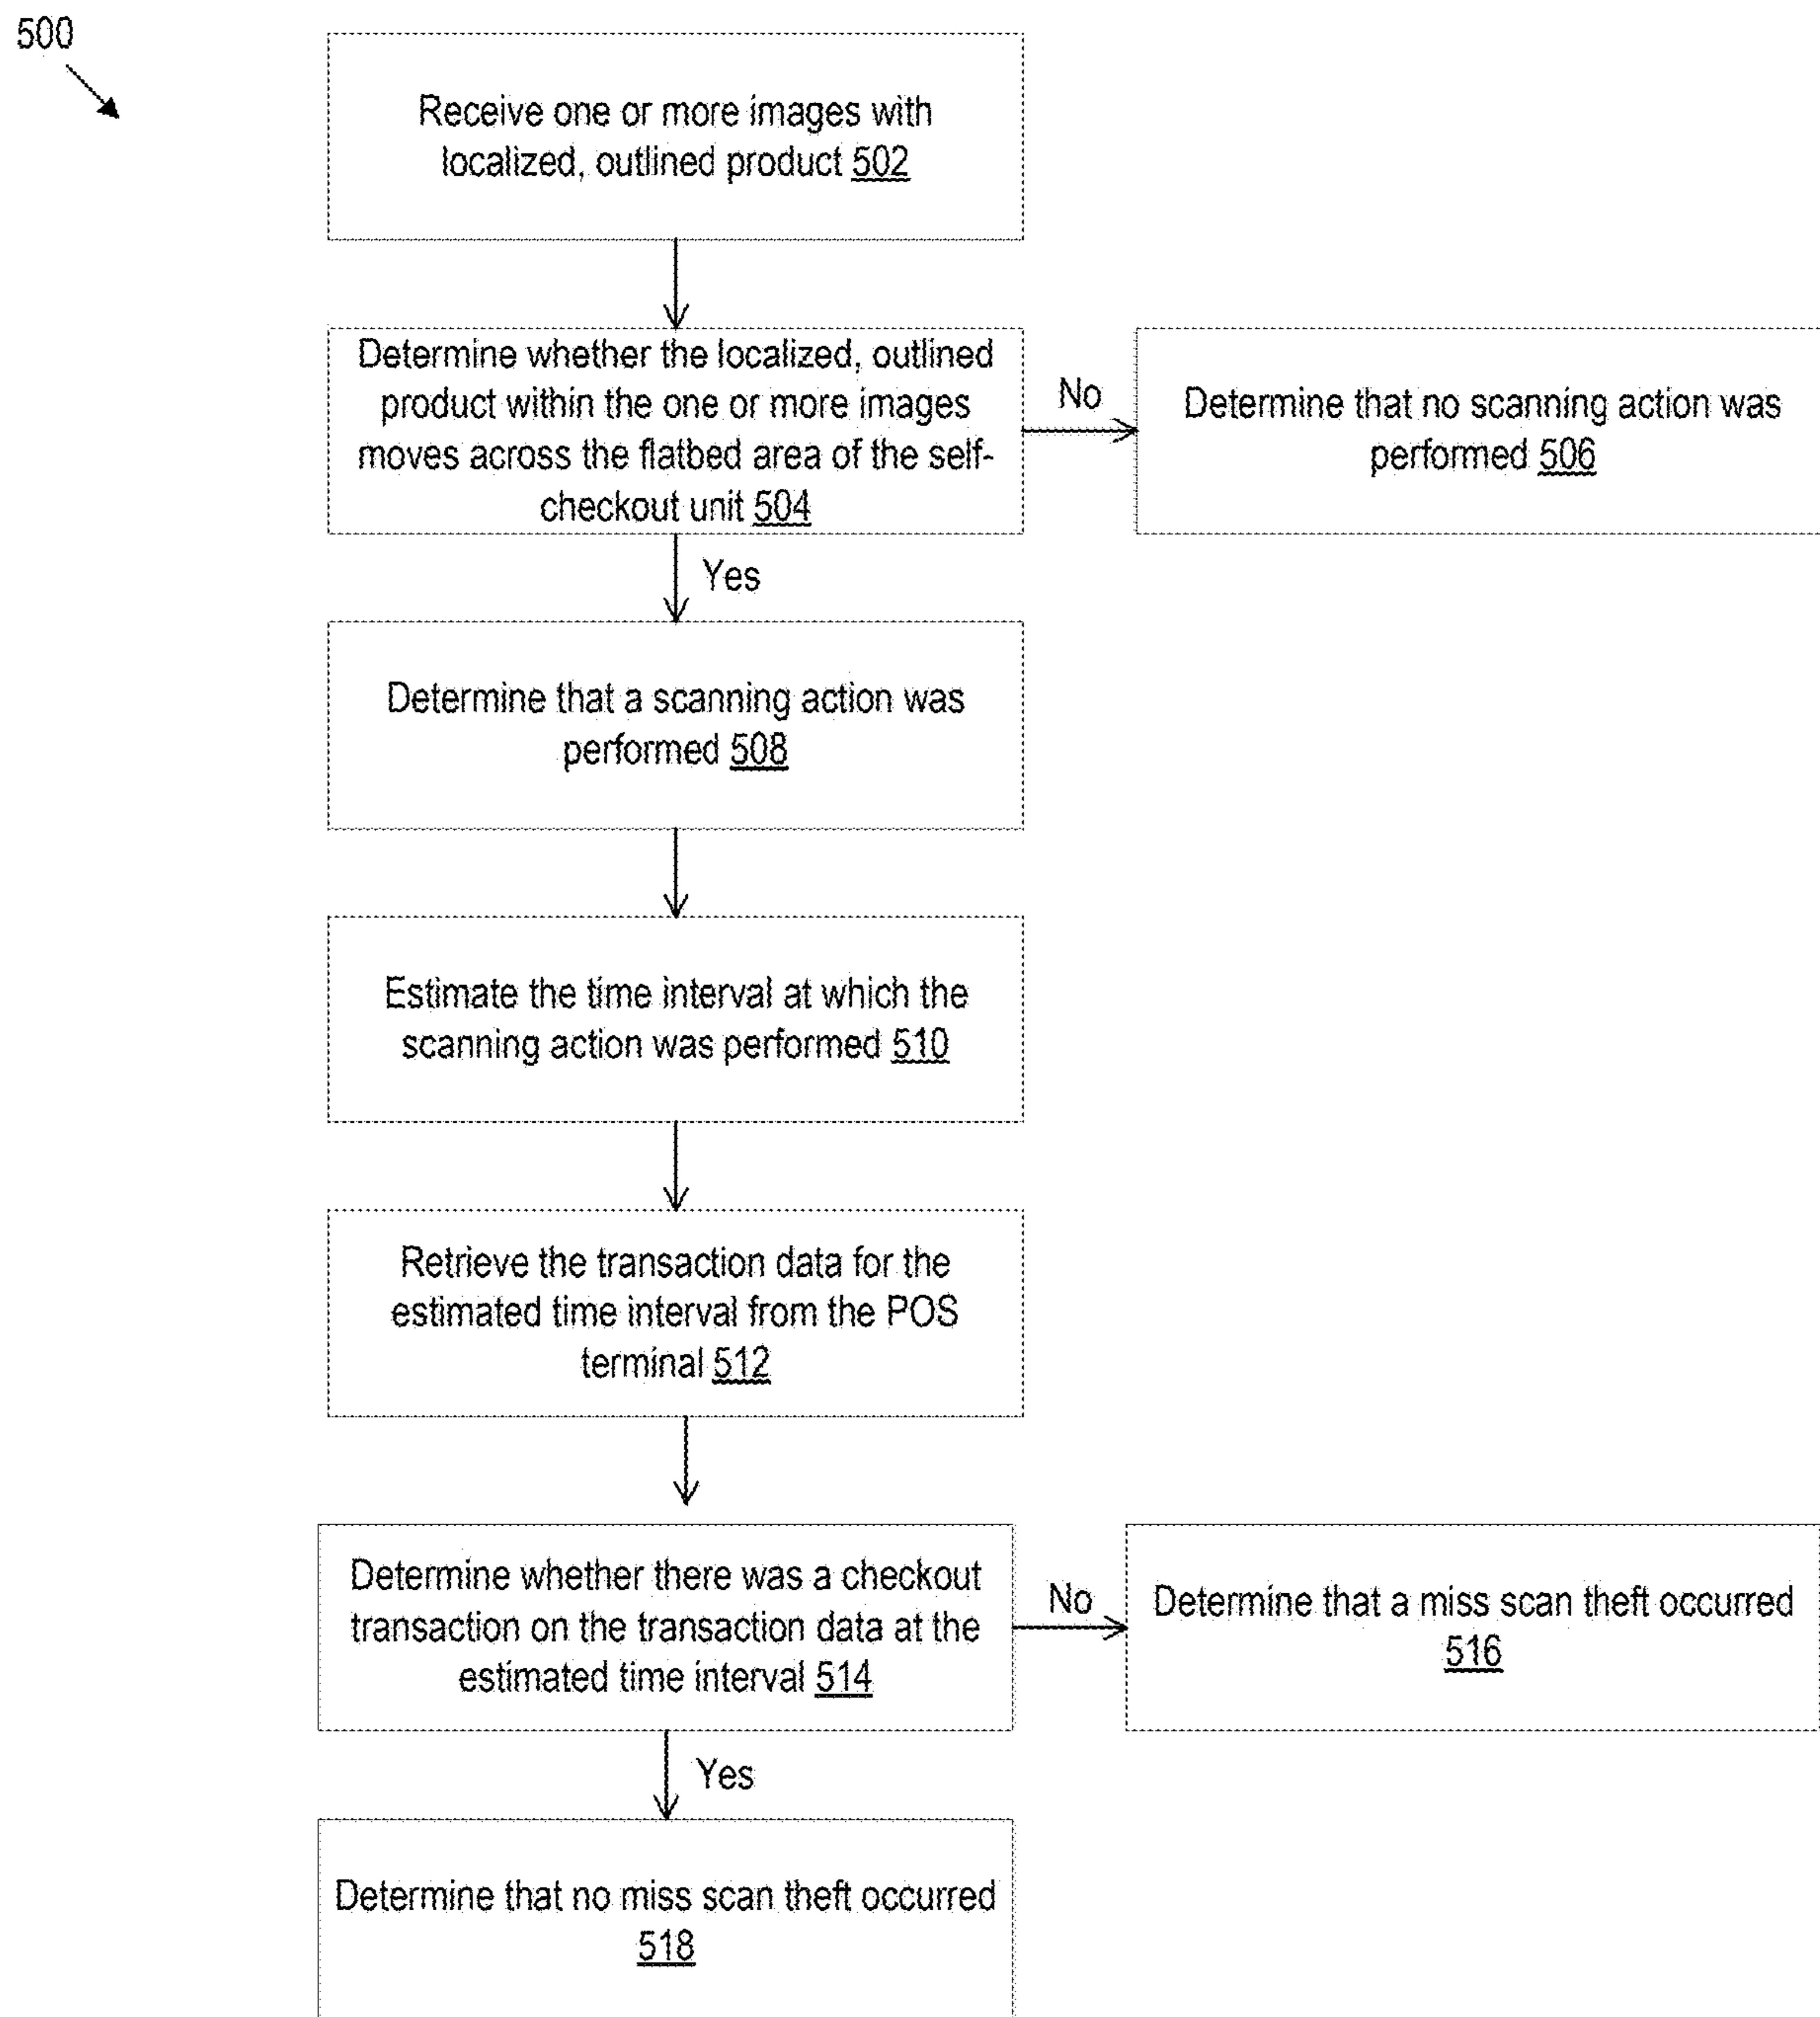 500
Receive one or more images with
localized, outlined product 502
Determine whether the localized, outlined
product within the one or more images
moves across the flatbed area of the self-
checkout unit 504
No
Determine that no scanning action was
performed 506
Yes
Determine that a scanning action was
performed 508
Estimate the time interval at which the
scanning action was performed 510
Retrieve the transaction data for the
estimated time interval from the POS
terminal 512
Determine whether there was a checkout
transaction on the transaction data at the
estimated time interval 514
No
Determine that a miss scan theft occurred
516
Yes
Determine that no miss scan theft occurred
518